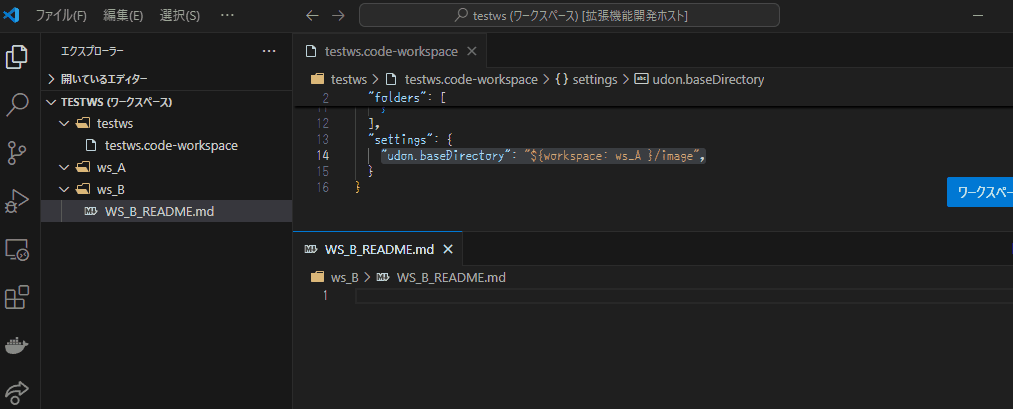 ファイル(F) 編集(E) 選択(S) ···
testws (ワークスペース) [拡張機能開発ホスト]
エクスプローラー ···
開いているエディター
TESTWS (ワークスペース)
testws
testws.code-workspace
ws_A
ws_B
WS_B_README.md
testws.code-workspace
testws > testws.code-workspace > {} settings > udon.baseDirectory
2 "folders": [
11 }
12 ],
13 "settings": {
14 "udon.baseDirectory": "${workspace: ws_A }/image",
15 }
16 }
ワークスペー
WS_B_README.md
ws_B > WS_B_README.md
1